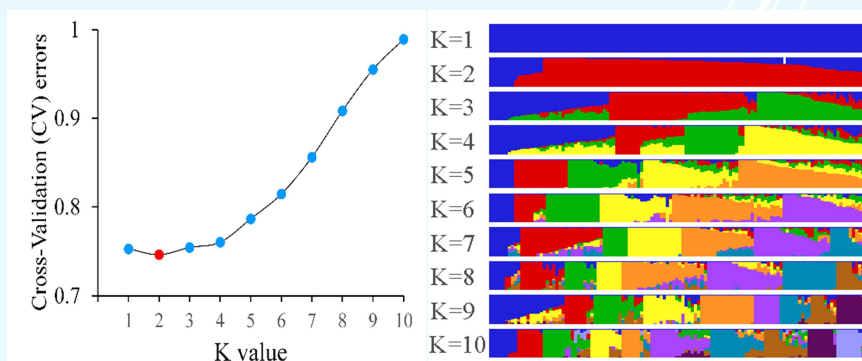 Cross-Validation (CV) errors
1
0.9
0.8
0.7
1 2 3 4 5 6 7 8 9 10
K value
K=1
K=2
K=3
K=4
K=5
K=6
K=7
K=8
K=9
K=10